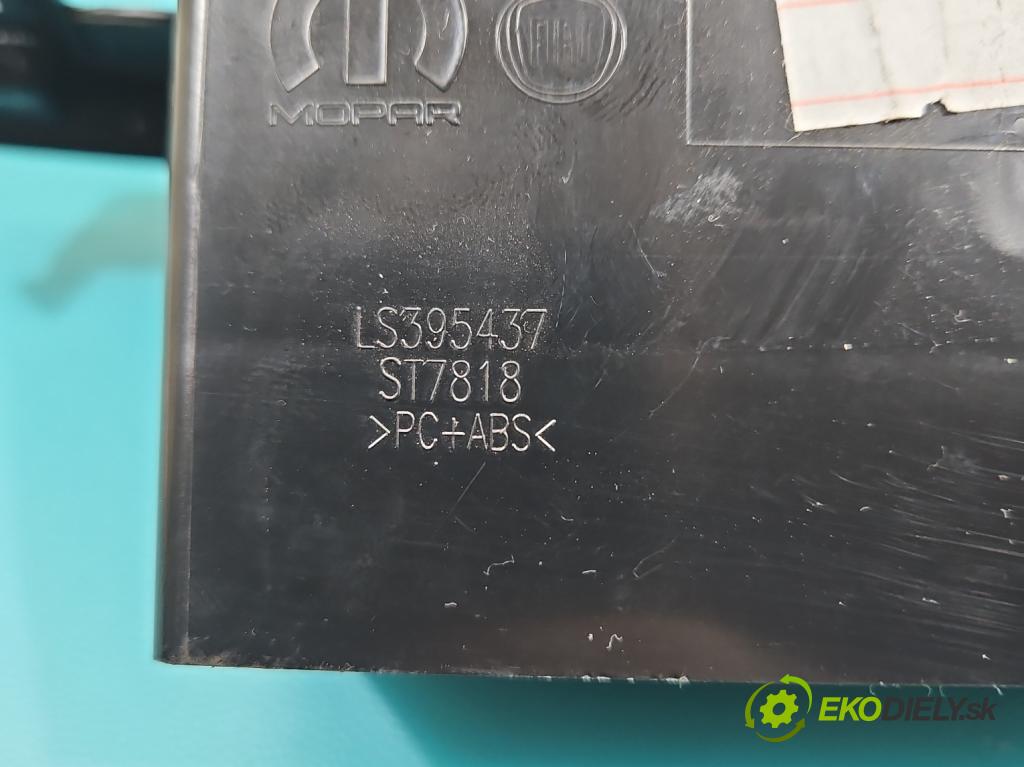 MOPAR
FIAT
LS395437
ST7818
>PC+ABS<
EKODIELY.sk